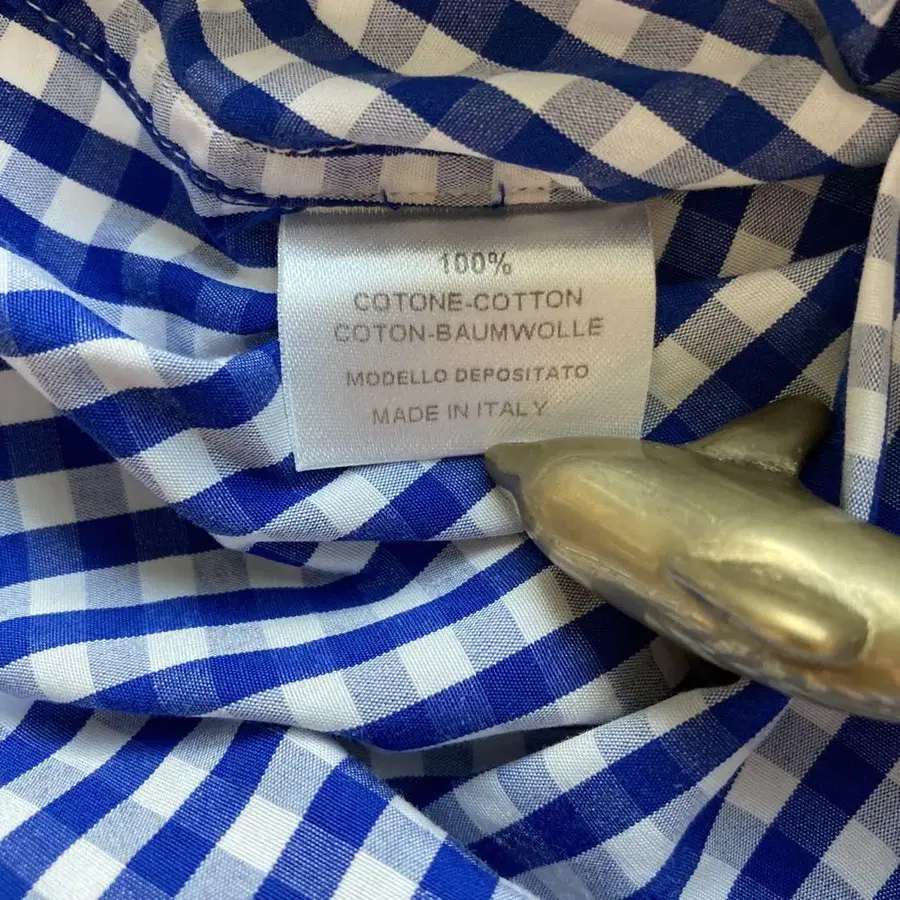 100%
COTONE-COTTON
COTON-BAUMWOLLE
MODELLO DEPOSITATO
MADE IN ITALY